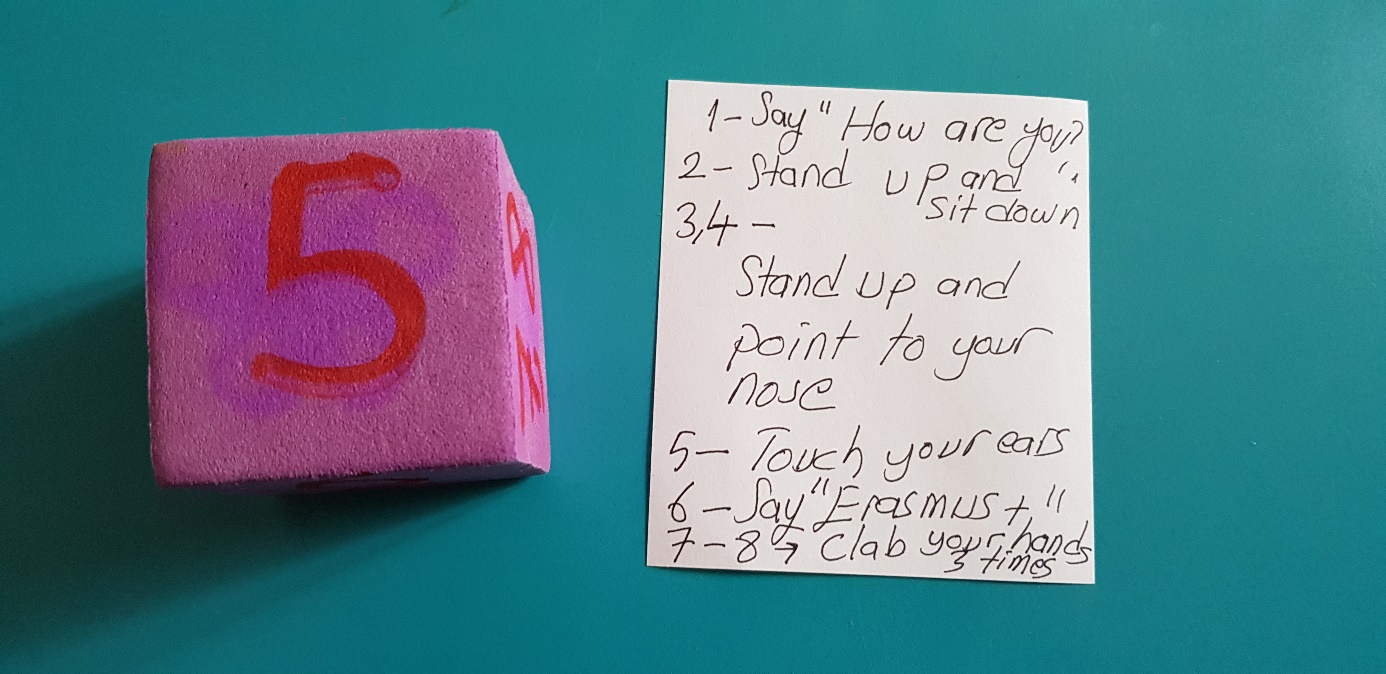 5
1- Say " How are you?
2 - Stand up and "
sit down
3,4 -
Stand up and
point to your
nose
5- Touch your ears
6 - Say "Erasmus + "
7 - 8 → Clab your hands
3 times